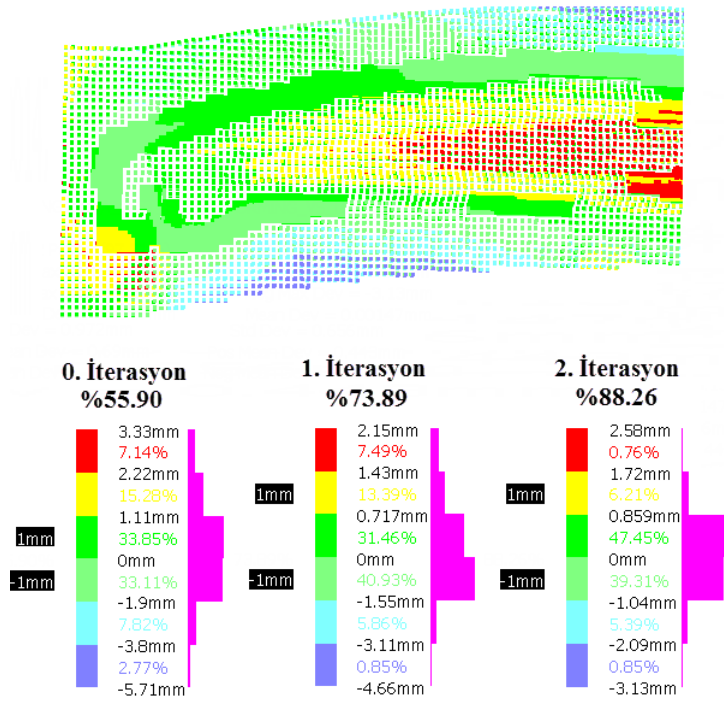 0. İterasyon
%55.90
3.33mm
7.14%
2.22mm
15.28%
1.11mm
1mm
33.85%
0mm
-1mm
33.11%
-1.9mm
7.82%
-3.8mm
2.77%
-5.71mm
1. İterasyon
%73.89
2.15mm
7.49%
1.43mm
1mm
13.39%
0.717mm
31.46%
0mm
-1mm
40.93%
-1.55mm
5.86%
-3.11mm
0.85%
-4.66mm
2. İterasyon
%88.26
2.58mm
0.76%
1.72mm
1mm
6.21%
0.859mm
47.45%
0mm
-1mm
39.31%
-1.04mm
5.39%
-2.09mm
0.85%
-3.13mm